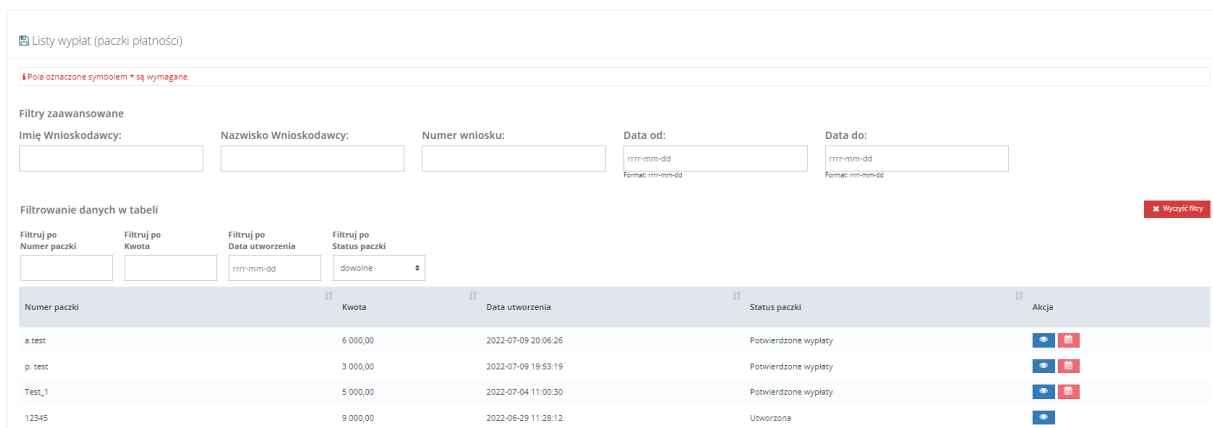 Listy wypłat (paczki płatności)
Pola oznaczone symbolem * są wymagane.
Filtry zaawansowane
Imię Wnioskodawcy: Nazwisko Wnioskodawcy: Numer wniosku: Data od: Data do:
rrrr-mm-dd rrrr-mm-dd
Format: rrrr-mm-dd Format: rrrr-mm-dd
Filtrowanie danych w tabeli Wyczyść filtry
Filtruj po Filtruj po Filtruj po Filtruj po
Numer paczki Kwota Data utworzenia Status paczki
rrrr-mm-dd dowolne
Numer paczki Kwota Data utworzenia Status paczki Akcja
a.test 6 000,00 2022-07-09 20:06:26 Potwierdzone wypłaty
p. test 3 000,00 2022-07-09 19:53:19 Potwierdzone wypłaty
Test_1 5 000,00 2022-07-04 11:00:30 Potwierdzone wypłaty
12345 9 000,00 2022-06-29 11:28:12 Utworzona